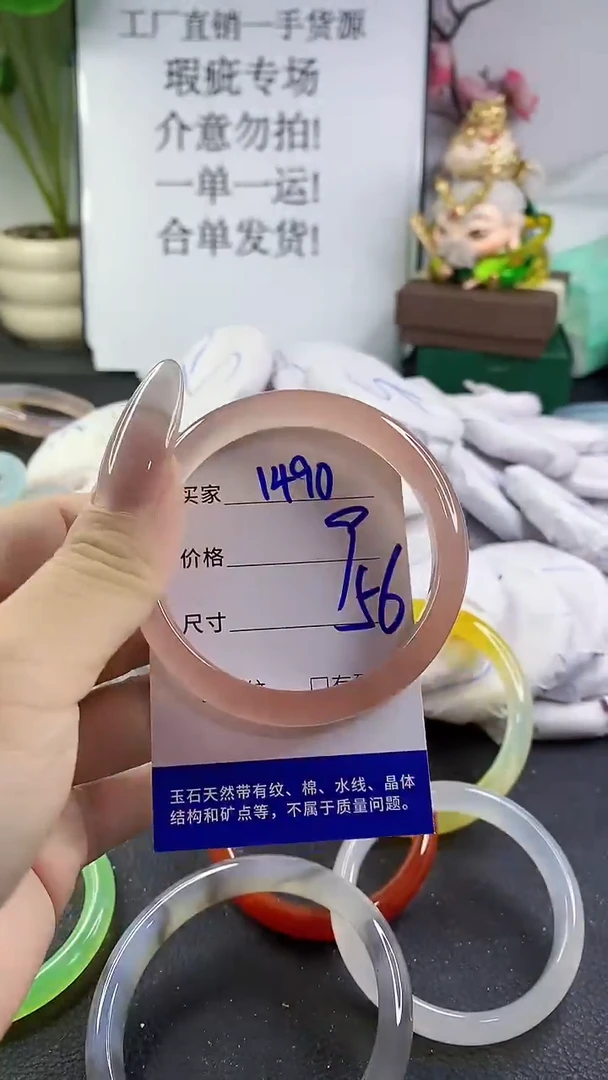 工厂直销一手货源
瑕疵专场
介意勿拍!
一单一运!
合单发货!
买家 1490
价格
尺寸 56
玉石天然带有纹、棉、水线、晶体
结构和矿点等，不属于质量问题。